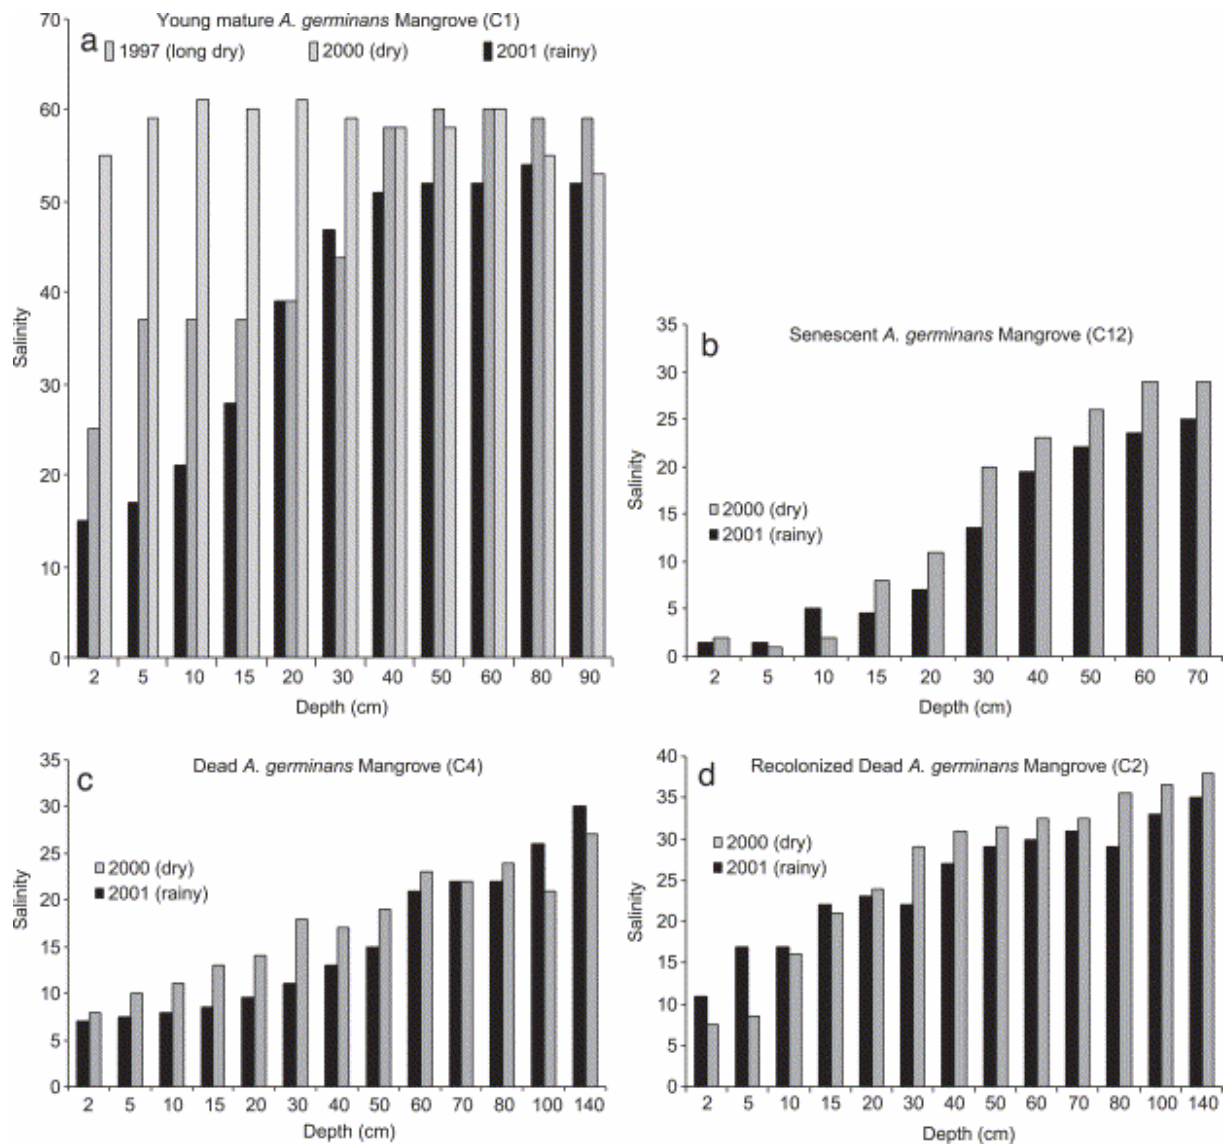 Young mature A. germinans Mangrove (C1)
a
1997 (long dry) 2000 (dry) 2001 (rainy)
70
60
50
40
30
20
10
0
Salinity
2 5 10 15 20 30 40 50 60 80 90
Depth (cm)
b
Senescent A. germinans Mangrove (C12)
2000 (dry)
2001 (rainy)
35
30
25
20
15
10
5
0
Salinity
2 5 10 15 20 30 40 50 60 70
Depth (cm)
c
Dead A. germinans Mangrove (C4)
2000 (dry)
2001 (rainy)
35
30
25
20
15
10
5
0
Salinity
2 5 10 15 20 30 40 50 60 70 80 100 140
Depth (cm)
d
Recolonized Dead A. germinans Mangrove (C2)
2000 (dry)
2001 (rainy)
40
35
30
25
20
15
10
5
0
Salinity
2 5 10 15 20 30 40 50 60 70 80 100 140
Depth (cm)